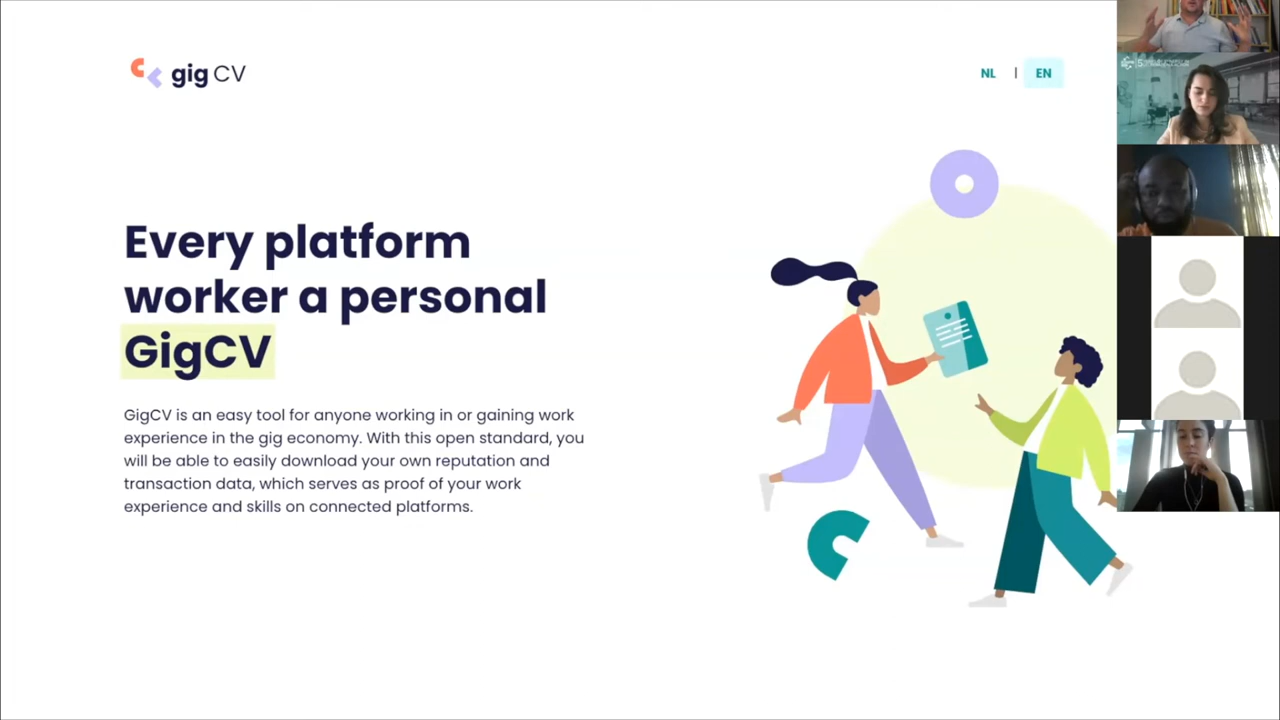 gig CV
NL | EN
Every platform
worker a personal
GigCV
GigCV is an easy tool for anyone working in or gaining work
experience in the gig economy. With this open standard, you
will be able to easily download your own reputation and
transaction data, which serves as proof of your work
experience and skills on connected platforms.